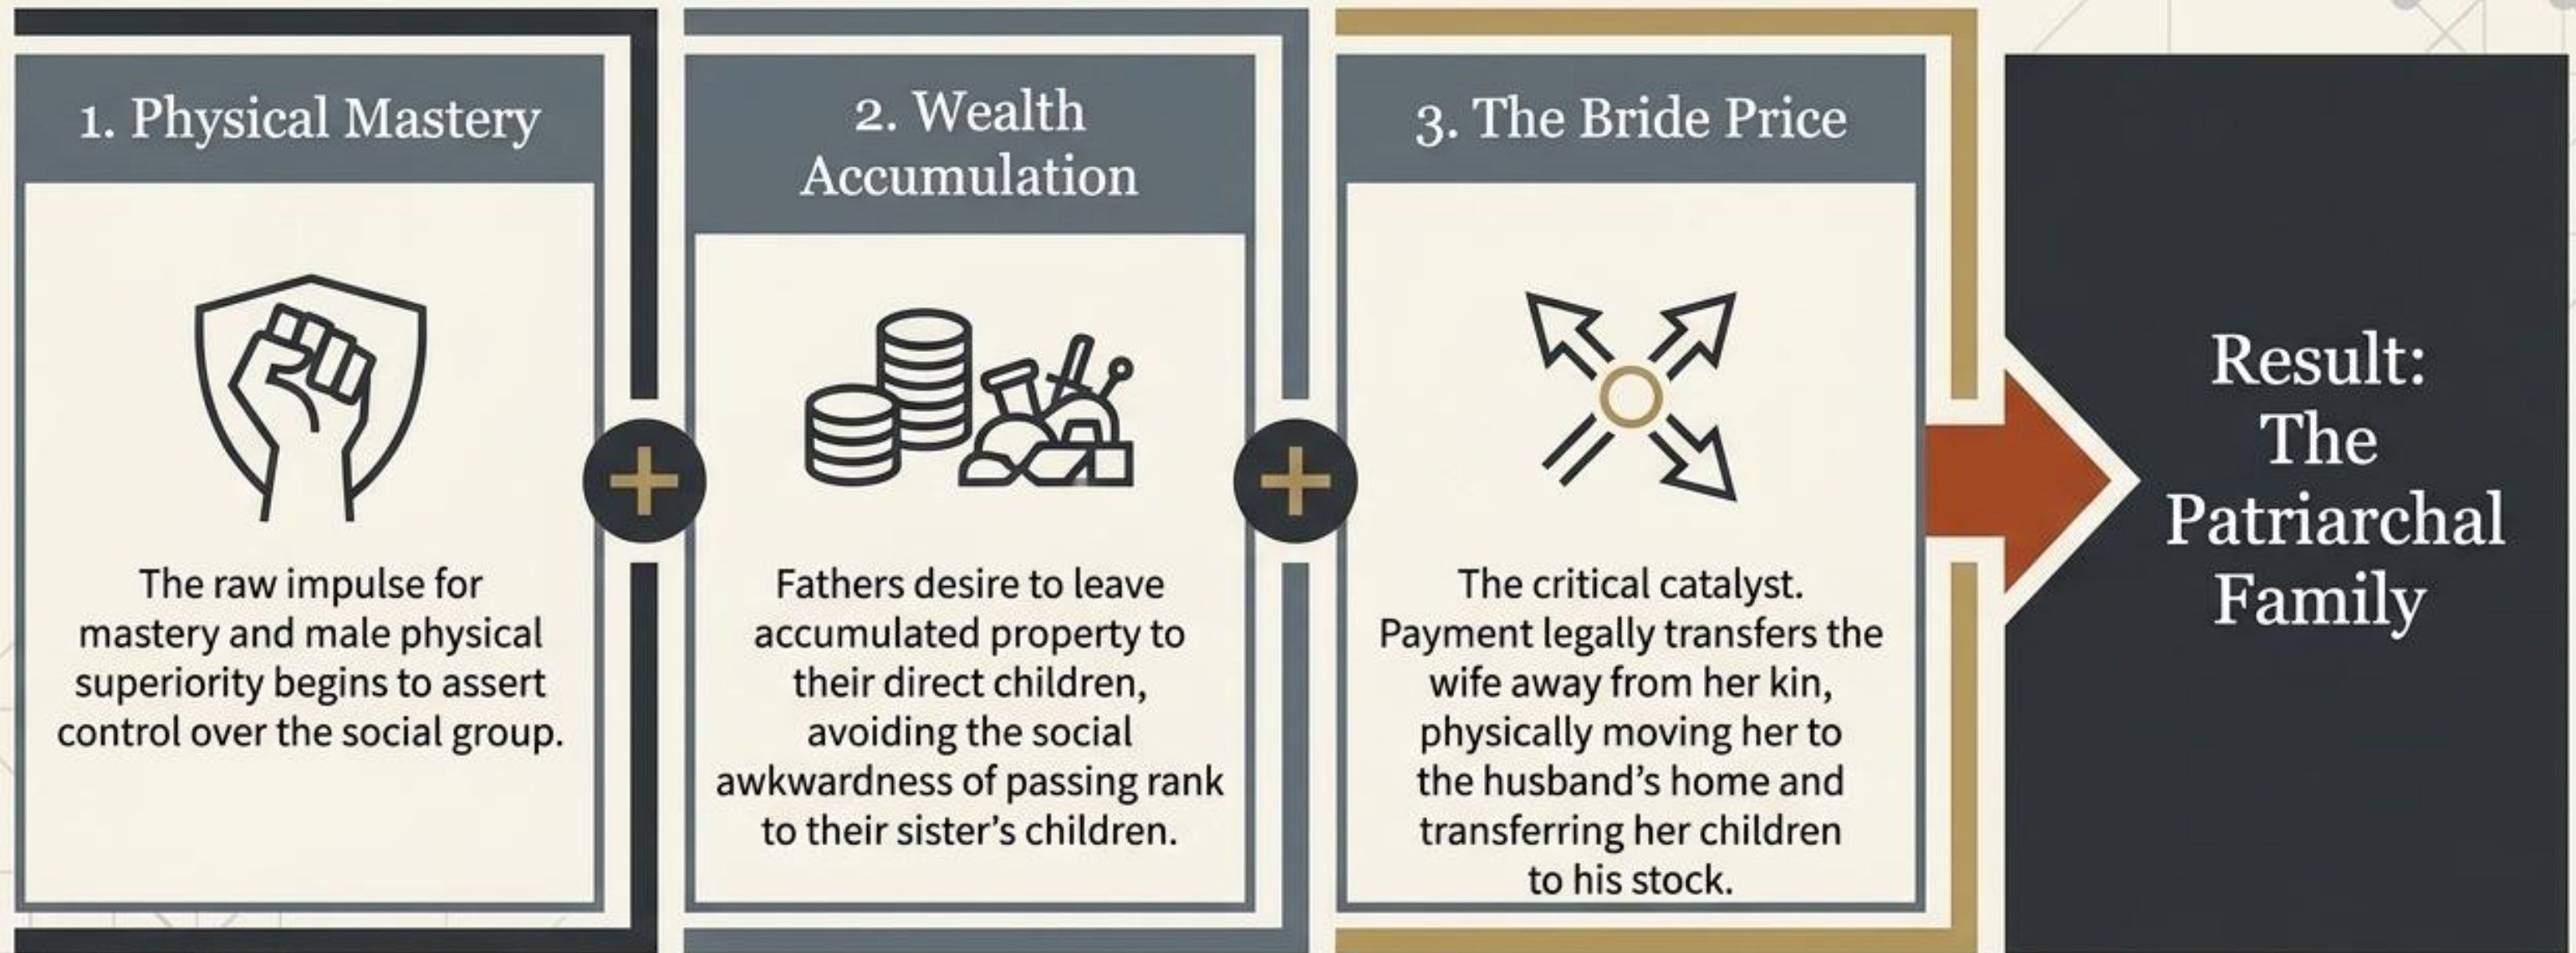 1. Physical Mastery
The raw impulse for
mastery and male physical
superiority begins to assert
control over the social group.
2. Wealth
Accumulation
Fathers desire to leave
accumulated property to
their direct children,
avoiding the social
awkwardness of passing rank
to their sister’s children.
3. The Bride Price
The critical catalyst.
Payment legally transfers the
wife away from her kin,
physically moving her to
the husband’s home and
transferring her children
to his stock.
Result:
The
Patriarchal
Family